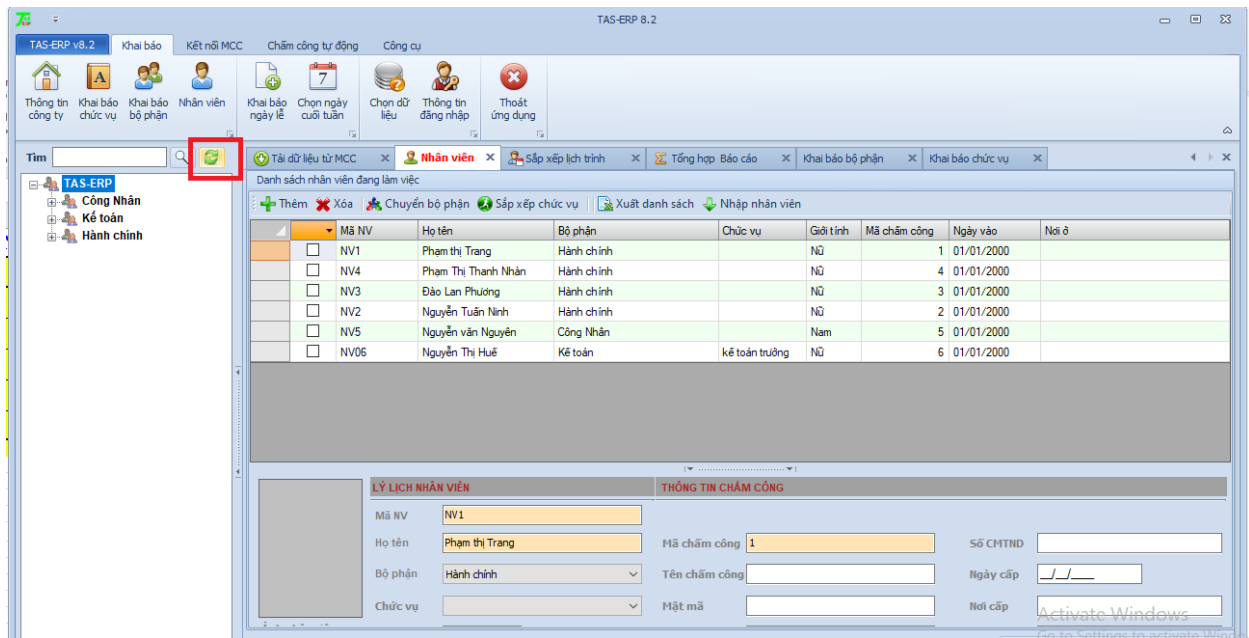 TAS-ERP 8.2
TAS-ERP v8.2 Khai báo Kết nối MCC Chấm công tự động Công cụ
Thông tin công ty
Khai báo chức vụ
Khai báo bộ phận
Nhân viên
Khai báo ngày lễ
Chọn ngày cuối tuần
Chọn dữ liệu
Thông tin đăng nhập
Thoát ứng dụng
Tìm
TAS-ERP
Công Nhân
Kế toán
Hành chính
Tải dữ liệu từ MCC Nhân viên Sắp xếp lịch trình Tổng hợp Báo cáo Khai báo bộ phận Khai báo chức vụ
Danh sách nhân viên đang làm việc
Thêm Xóa Chuyển bộ phận Sắp xếp chức vụ Xuất danh sách Nhập nhân viên
Mã NV Họ tên Bộ phận Chức vụ Giới tính Mã chấm công Ngày vào Nơi ở
NV1 Phạm thị Trang Hành chính Nữ 1 01/01/2000
NV4 Phạm Thị Thanh Nhàn Hành chính Nữ 4 01/01/2000
NV3 Đào Lan Phương Hành chính Nữ 3 01/01/2000
NV2 Nguyễn Tuấn Ninh Hành chính Nữ 2 01/01/2000
NV5 Nguyễn văn Nguyên Công Nhân Nam 5 01/01/2000
NV06 Nguyễn Thị Huế Kế toán kế toán trưởng Nữ 6 01/01/2000
LÝ LỊCH NHÂN VIÊN THÔNG TIN CHẤM CÔNG
Mã NV NV1
Họ tên Phạm thị Trang Mã chấm công 1 Số CMTND
Bộ phận Hành chính Tên chấm công Ngày cấp __/__/____
Chức vụ Mật mã Nơi cấp
Activate Windows